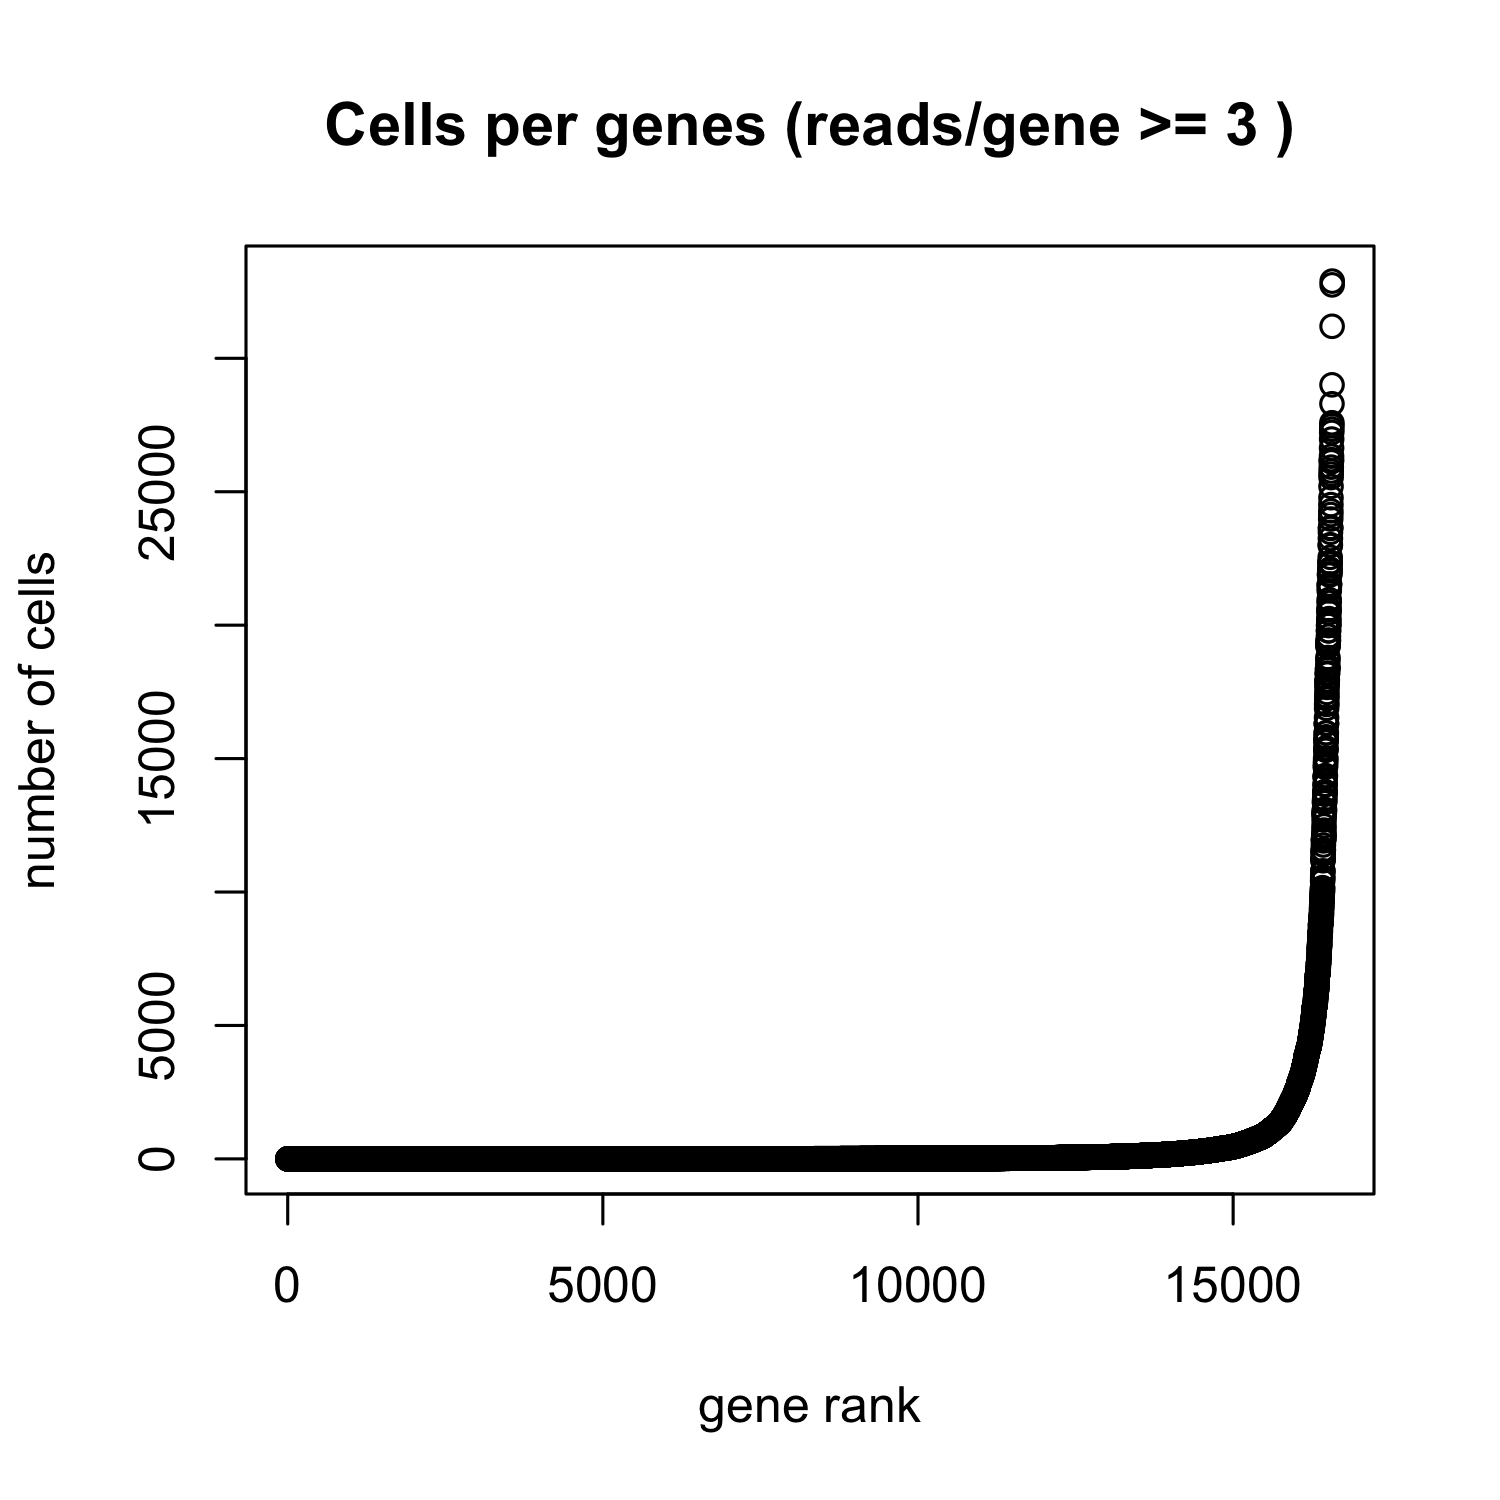 Cells per genes (reads/gene >= 3 )
number of cells
25000
15000
5000
0
0 5000 10000 15000
gene rank